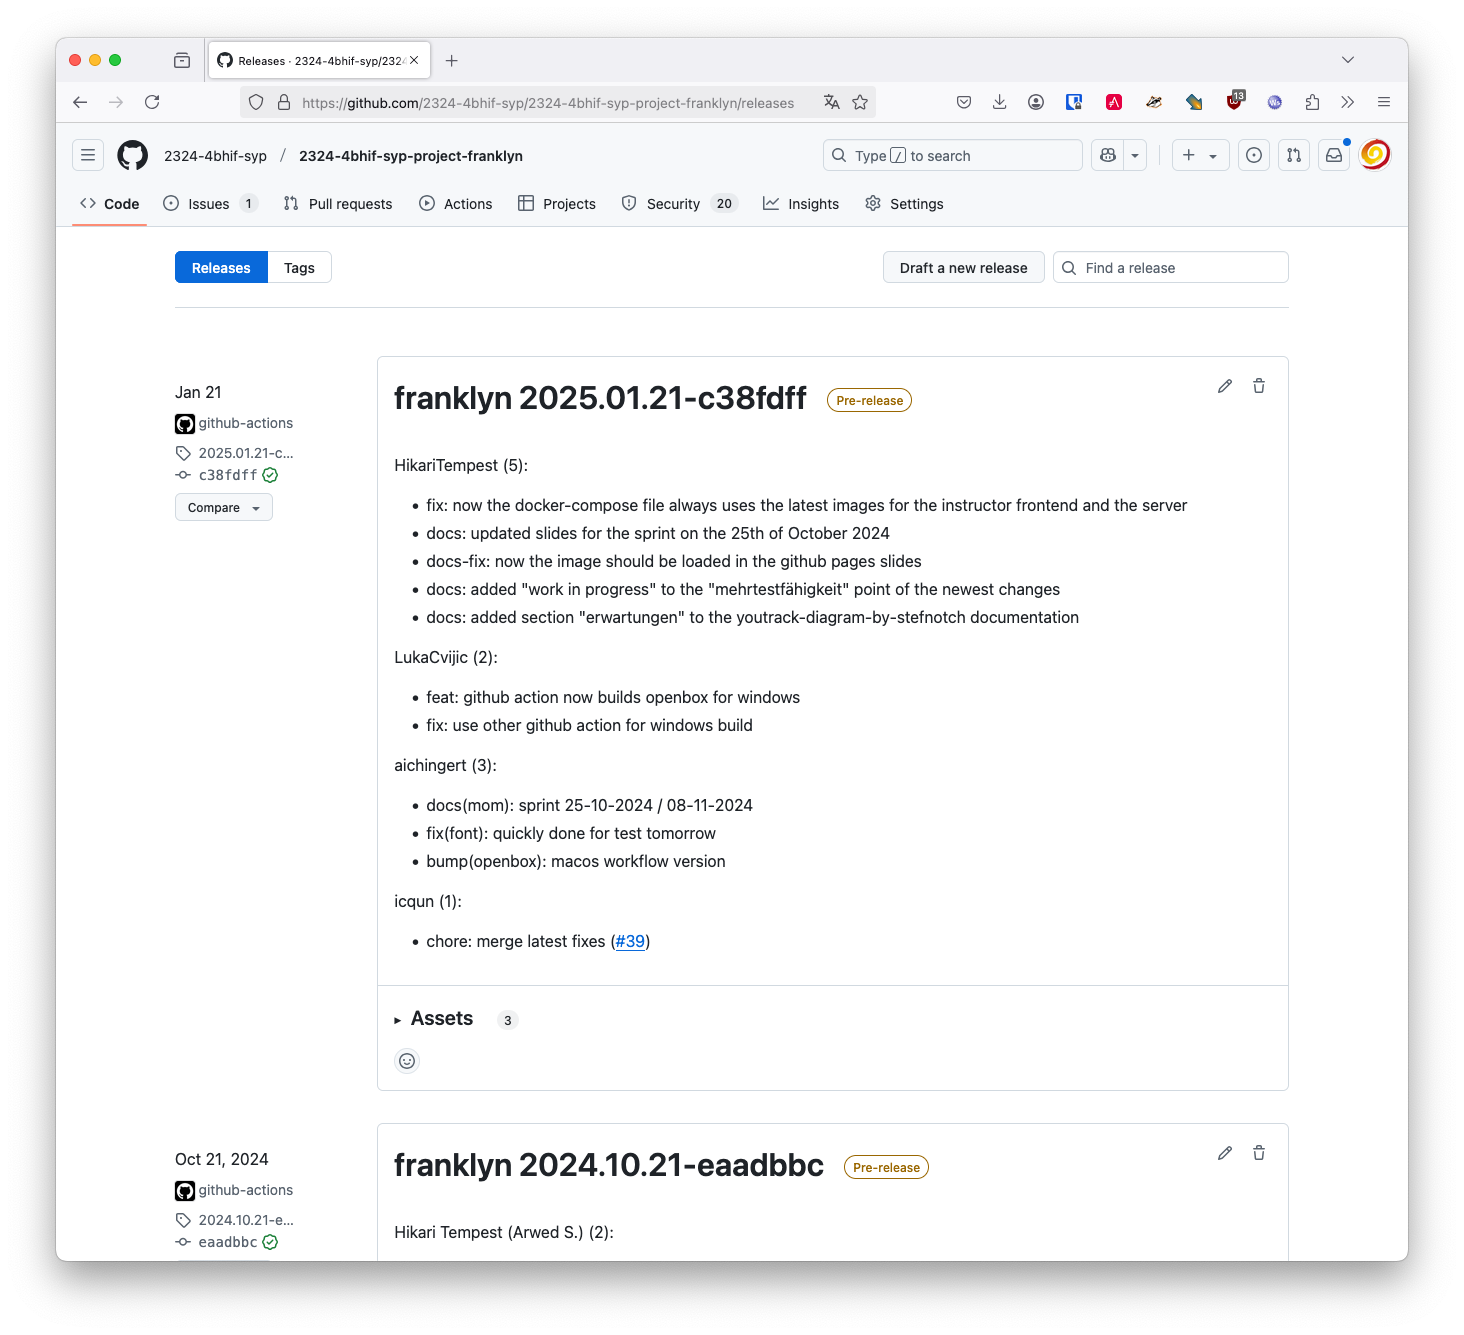 Releases · 2324-4bhif-syp/2324
https://github.com/2324-4bhif-syp/2324-4bhif-syp-project-franklyn/releases
13
2324-4bhif-syp / 2324-4bhif-syp-project-franklyn
Type / to search
Code
Issues 1
Pull requests
Actions
Projects
Security 20
Insights
Settings
Releases
Tags
Draft a new release
Find a release
Jan 21
github-actions
2025.01.21-c...
c38fdff
Compare
franklyn 2025.01.21-c38fdff Pre-release
HikariTempest (5):
• fix: now the docker-compose file always uses the latest images for the instructor frontend and the server
• docs: updated slides for the sprint on the 25th of October 2024
• docs-fix: now the image should be loaded in the github pages slides
• docs: added "work in progress" to the "mehrtestfähigkeit" point of the newest changes
• docs: added section "erwartungen" to the youtrack-diagram-by-stefnotch documentation
LukaCvijic (2):
• feat: github action now builds openbox for windows
• fix: use other github action for windows build
aichingert (3):
• docs(mom): sprint 25-10-2024 / 08-11-2024
• fix(font): quickly done for test tomorrow
• bump(openbox): macos workflow version
icqun (1):
• chore: merge latest fixes (#39)
Assets 3
Oct 21, 2024
github-actions
2024.10.21-e...
eaadbbc
franklyn 2024.10.21-eaadbbc Pre-release
Hikari Tempest (Arwed S.) (2):